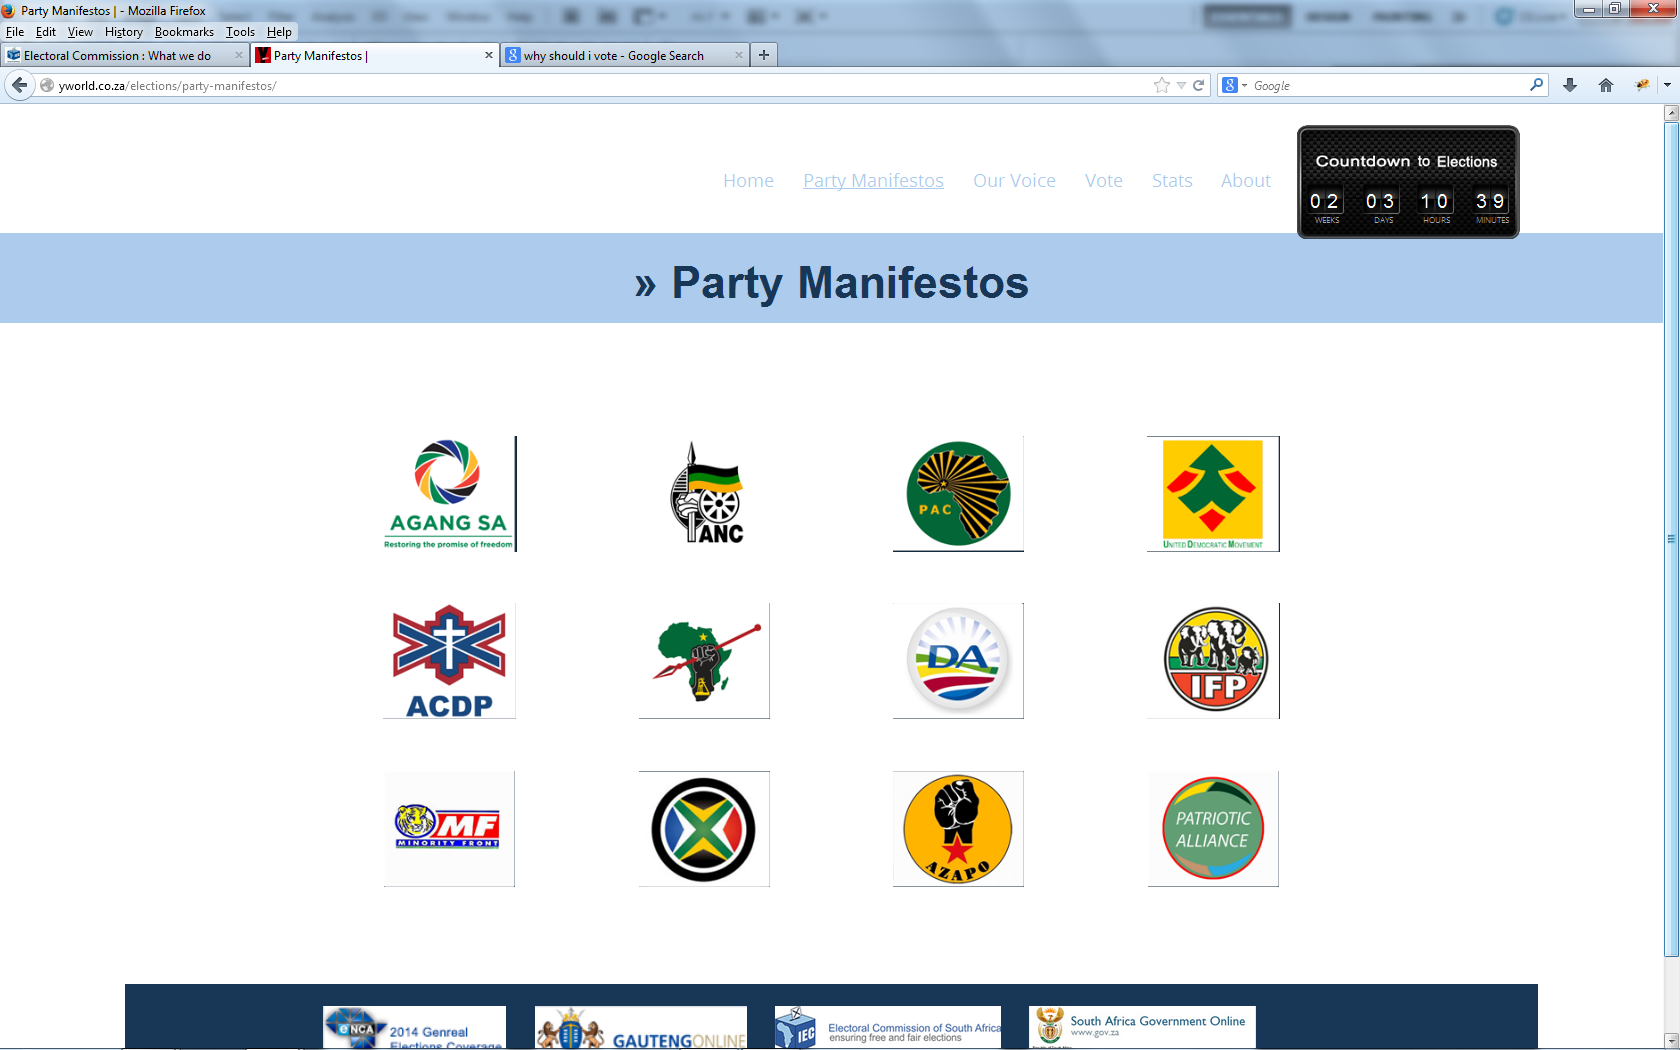 Party Manifestos | - Mozilla Firefox
File Edit View History Bookmarks Tools Help
Electoral Commission : What we do
Party Manifestos |
why should i vote - Google Search
yworld.co.za/elections/party-manifestos/
Google
Home Party Manifestos Our Voice Vote Stats About
Countdown to Elections
02 03 10 39
WEEKS DAYS HOURS MINUTES
» Party Manifestos
AGANG SA
Restoring the promise of freedom
ANC
PAC
UNITED DEMOCRATIC MOVEMENT
ACDP
DA
IFP
MF
MINORITY FRONT
AZAPO
PATRIOTIC
ALLIANCE
eNCA
2014 Genreal
Elections Coverage
GAUTENGONLINE
IEC
Electoral Commission of South Africa
ensuring free and fair elections
South Africa Government Online
www.gov.za